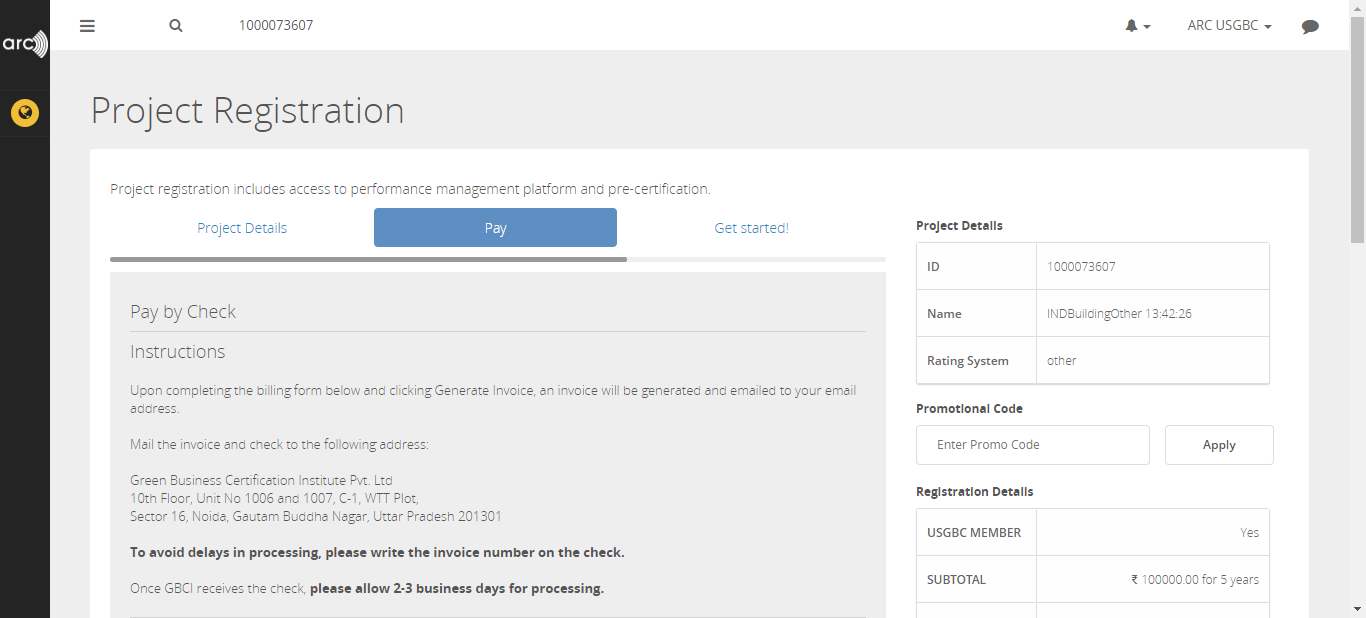 arc
1000073607
ARC USGBC
Project Registration
Project registration includes access to performance management platform and pre-certification.
Project Details
Pay
Get started!
Pay by Check
Instructions
Upon completing the billing form below and clicking Generate Invoice, an invoice will be generated and emailed to your email
address.
Mail the invoice and check to the following address:
Green Business Certification Institute Pvt. Ltd
10th Floor, Unit No 1006 and 1007, C-1, WTT Plot,
Sector 16, Noida, Gautam Buddha Nagar, Uttar Pradesh 201301
To avoid delays in processing, please write the invoice number on the check.
Once GBCI receives the check, please allow 2-3 business days for processing.
Project Details
ID 1000073607
Name INDBuildingOther 13:42:26
Rating System other
Promotional Code
Enter Promo Code Apply
Registration Details
USGBC MEMBER Yes
SUBTOTAL ₹ 100000.00 for 5 years